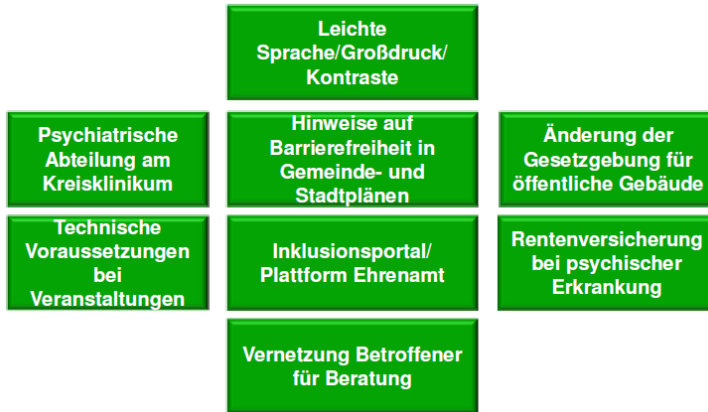 Leichte
Sprache/Großdruck/
Kontraste
Psychiatrische
Abteilung am
Kreisklinikum
Hinweise auf
Barrierefreiheit in
Gemeinde- und
Stadtplänen
Änderung der
Gesetzgebung für
öffentliche Gebäude
Technische
Voraussetzungen
bei
Veranstaltungen
Inklusionsportal/
Plattform Ehrenamt
Rentenversicherung
bei psychischer
Erkrankung
Vernetzung Betroffener
für Beratung